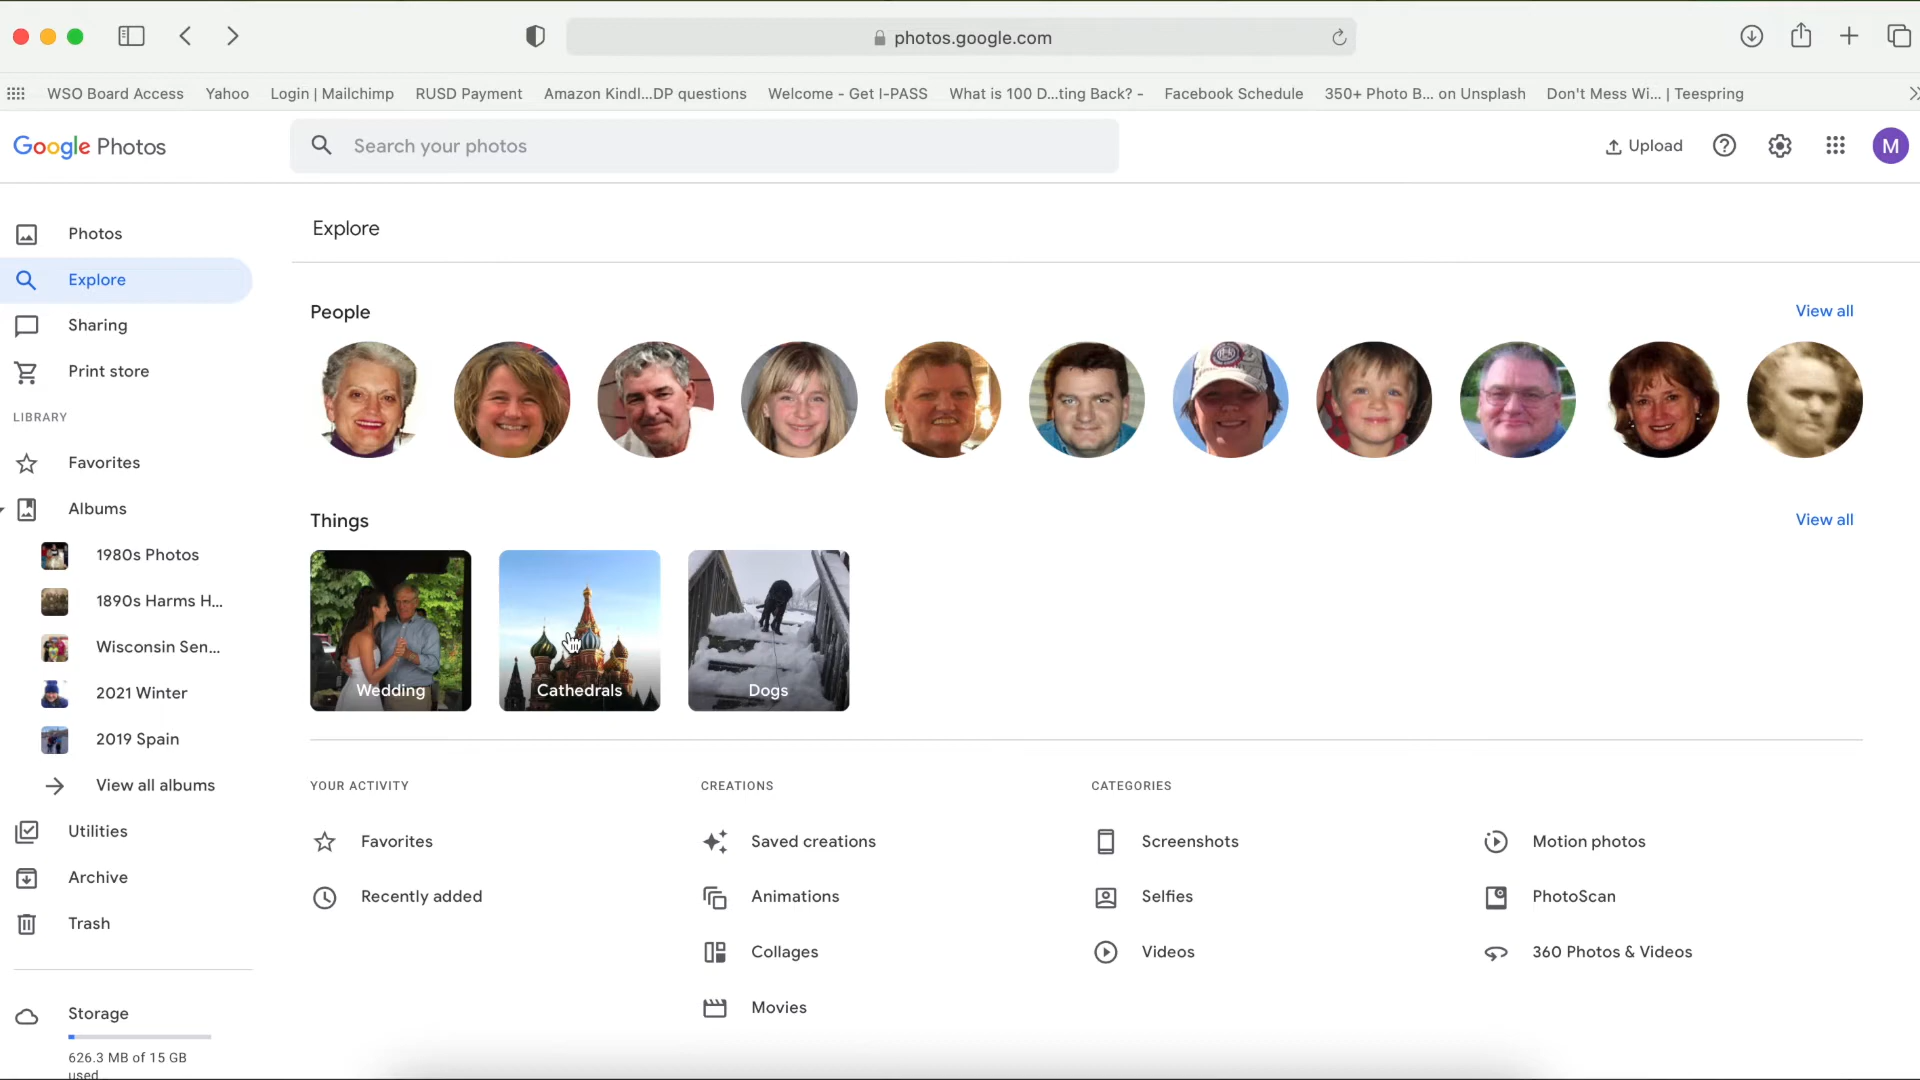 photos.google.com
WSO Board Access Yahoo Login | Mailchimp RUSD Payment Amazon Kindl...DP questions Welcome - Get I-PASS What is 100 D...ting Back? - Facebook Schedule 350+ Photo B... on Unsplash Don't Mess Wi... | Teespring
Google Photos
Search your photos
Upload
M
Photos
Explore
Sharing
Print store
LIBRARY
Favorites
Albums
1980s Photos
1890s Harms H...
Wisconsin Sen...
2021 Winter
2019 Spain
View all albums
Utilities
Archive
Trash
Storage
626.3 MB of 15 GB
used
Explore
People
View all
Things
View all
Wedding
Cathedrals
Dogs
YOUR ACTIVITY
Favorites
Recently added
CREATIONS
Saved creations
Animations
Collages
Movies
CATEGORIES
Screenshots
Selfies
Videos
Motion photos
PhotoScan
360 Photos & Videos